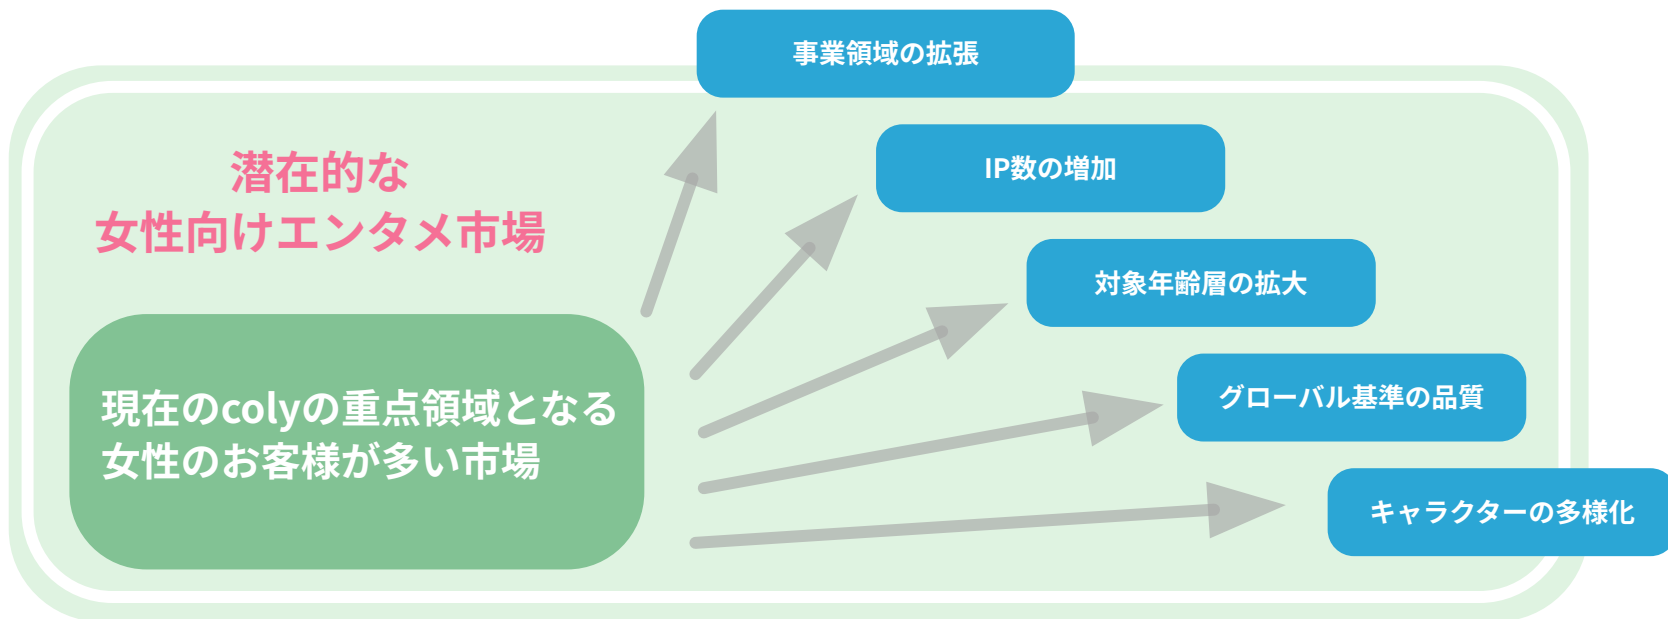 事業領域の拡張
IP数の増加
潜在的な
女性向けエンタメ市場
対象年齢層の拡大
グローバル基準の品質
現在のcolyの重点領域となる
女性のお客様が多い市場
キャラクターの多様化